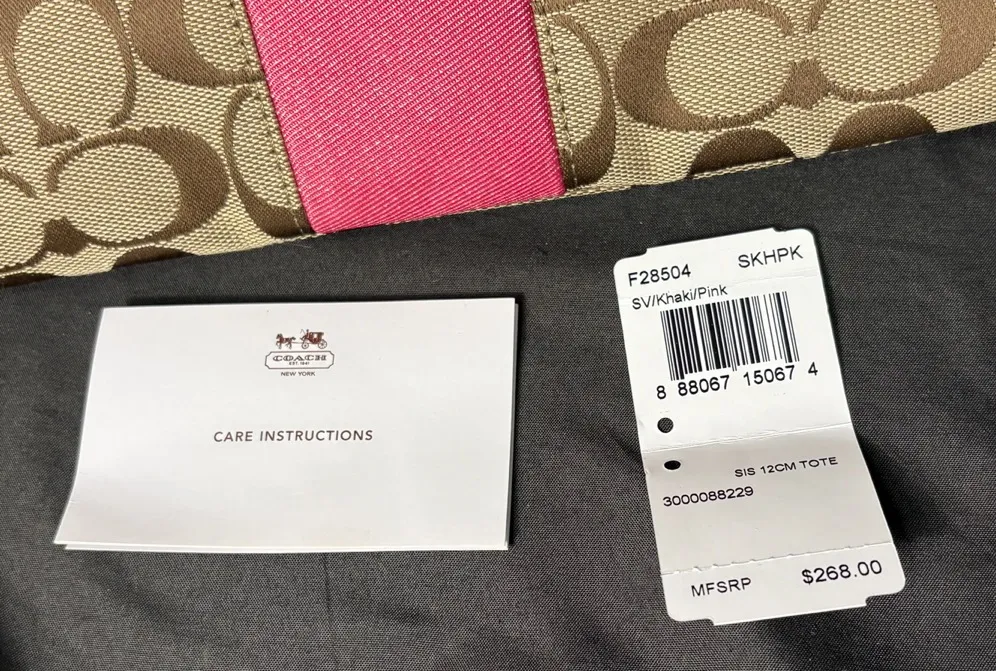 COACH
EST. 1941
NEW YORK
CARE INSTRUCTIONS
F28504 SKHPK
SV/Khaki/Pink
8 88067 15067 4
SIS 12CM TOTE
3000088229
MFSRP $268.00